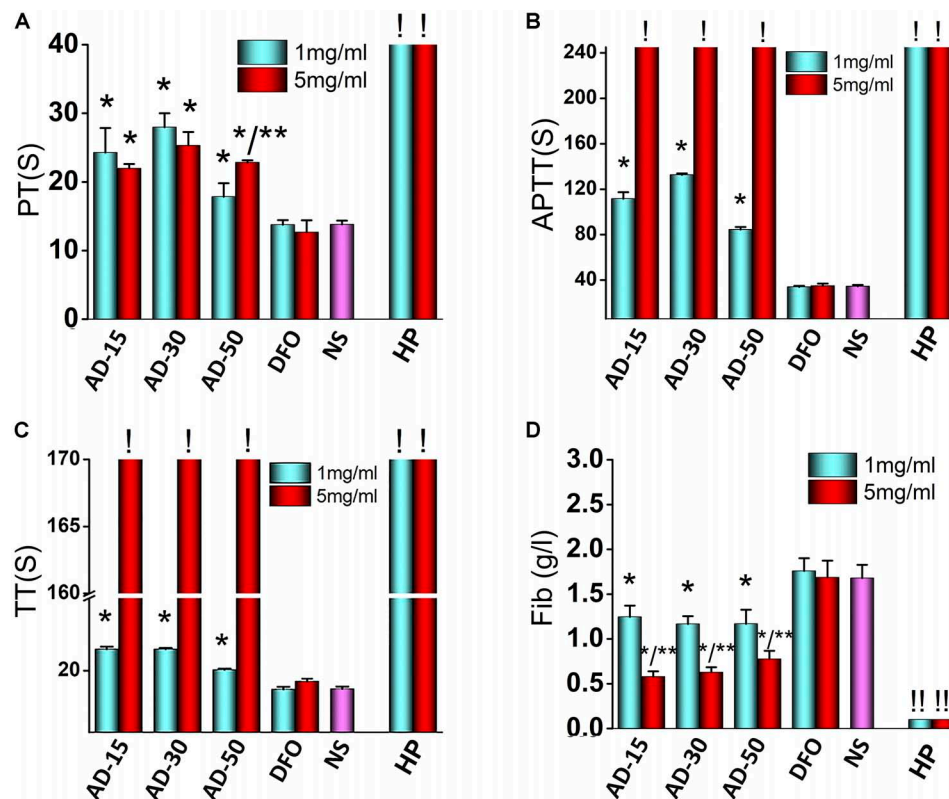 A
! !
40
30
20
10
0
PT(S)
1mg/ml
5mg/ml
* * * * * */**
AD-15 AD-30 AD-50 DFO NS HP
B
! ! ! ! !
240
200
160
120
80
40
APTT(S)
1mg/ml
5mg/ml
* * *
AD-15 AD-30 AD-50 DFO NS HP
C
! ! ! ! !
170
165
160
20
TT(S)
1mg/ml
5mg/ml
* * *
AD-15 AD-30 AD-50 DFO NS HP
D
3.0
2.5
2.0
1.5
1.0
0.5
0.0
Fib (g/l)
1mg/ml
5mg/ml
* * *
*/** */** */**
!! !!
AD-15 AD-30 AD-50 DFO NS HP